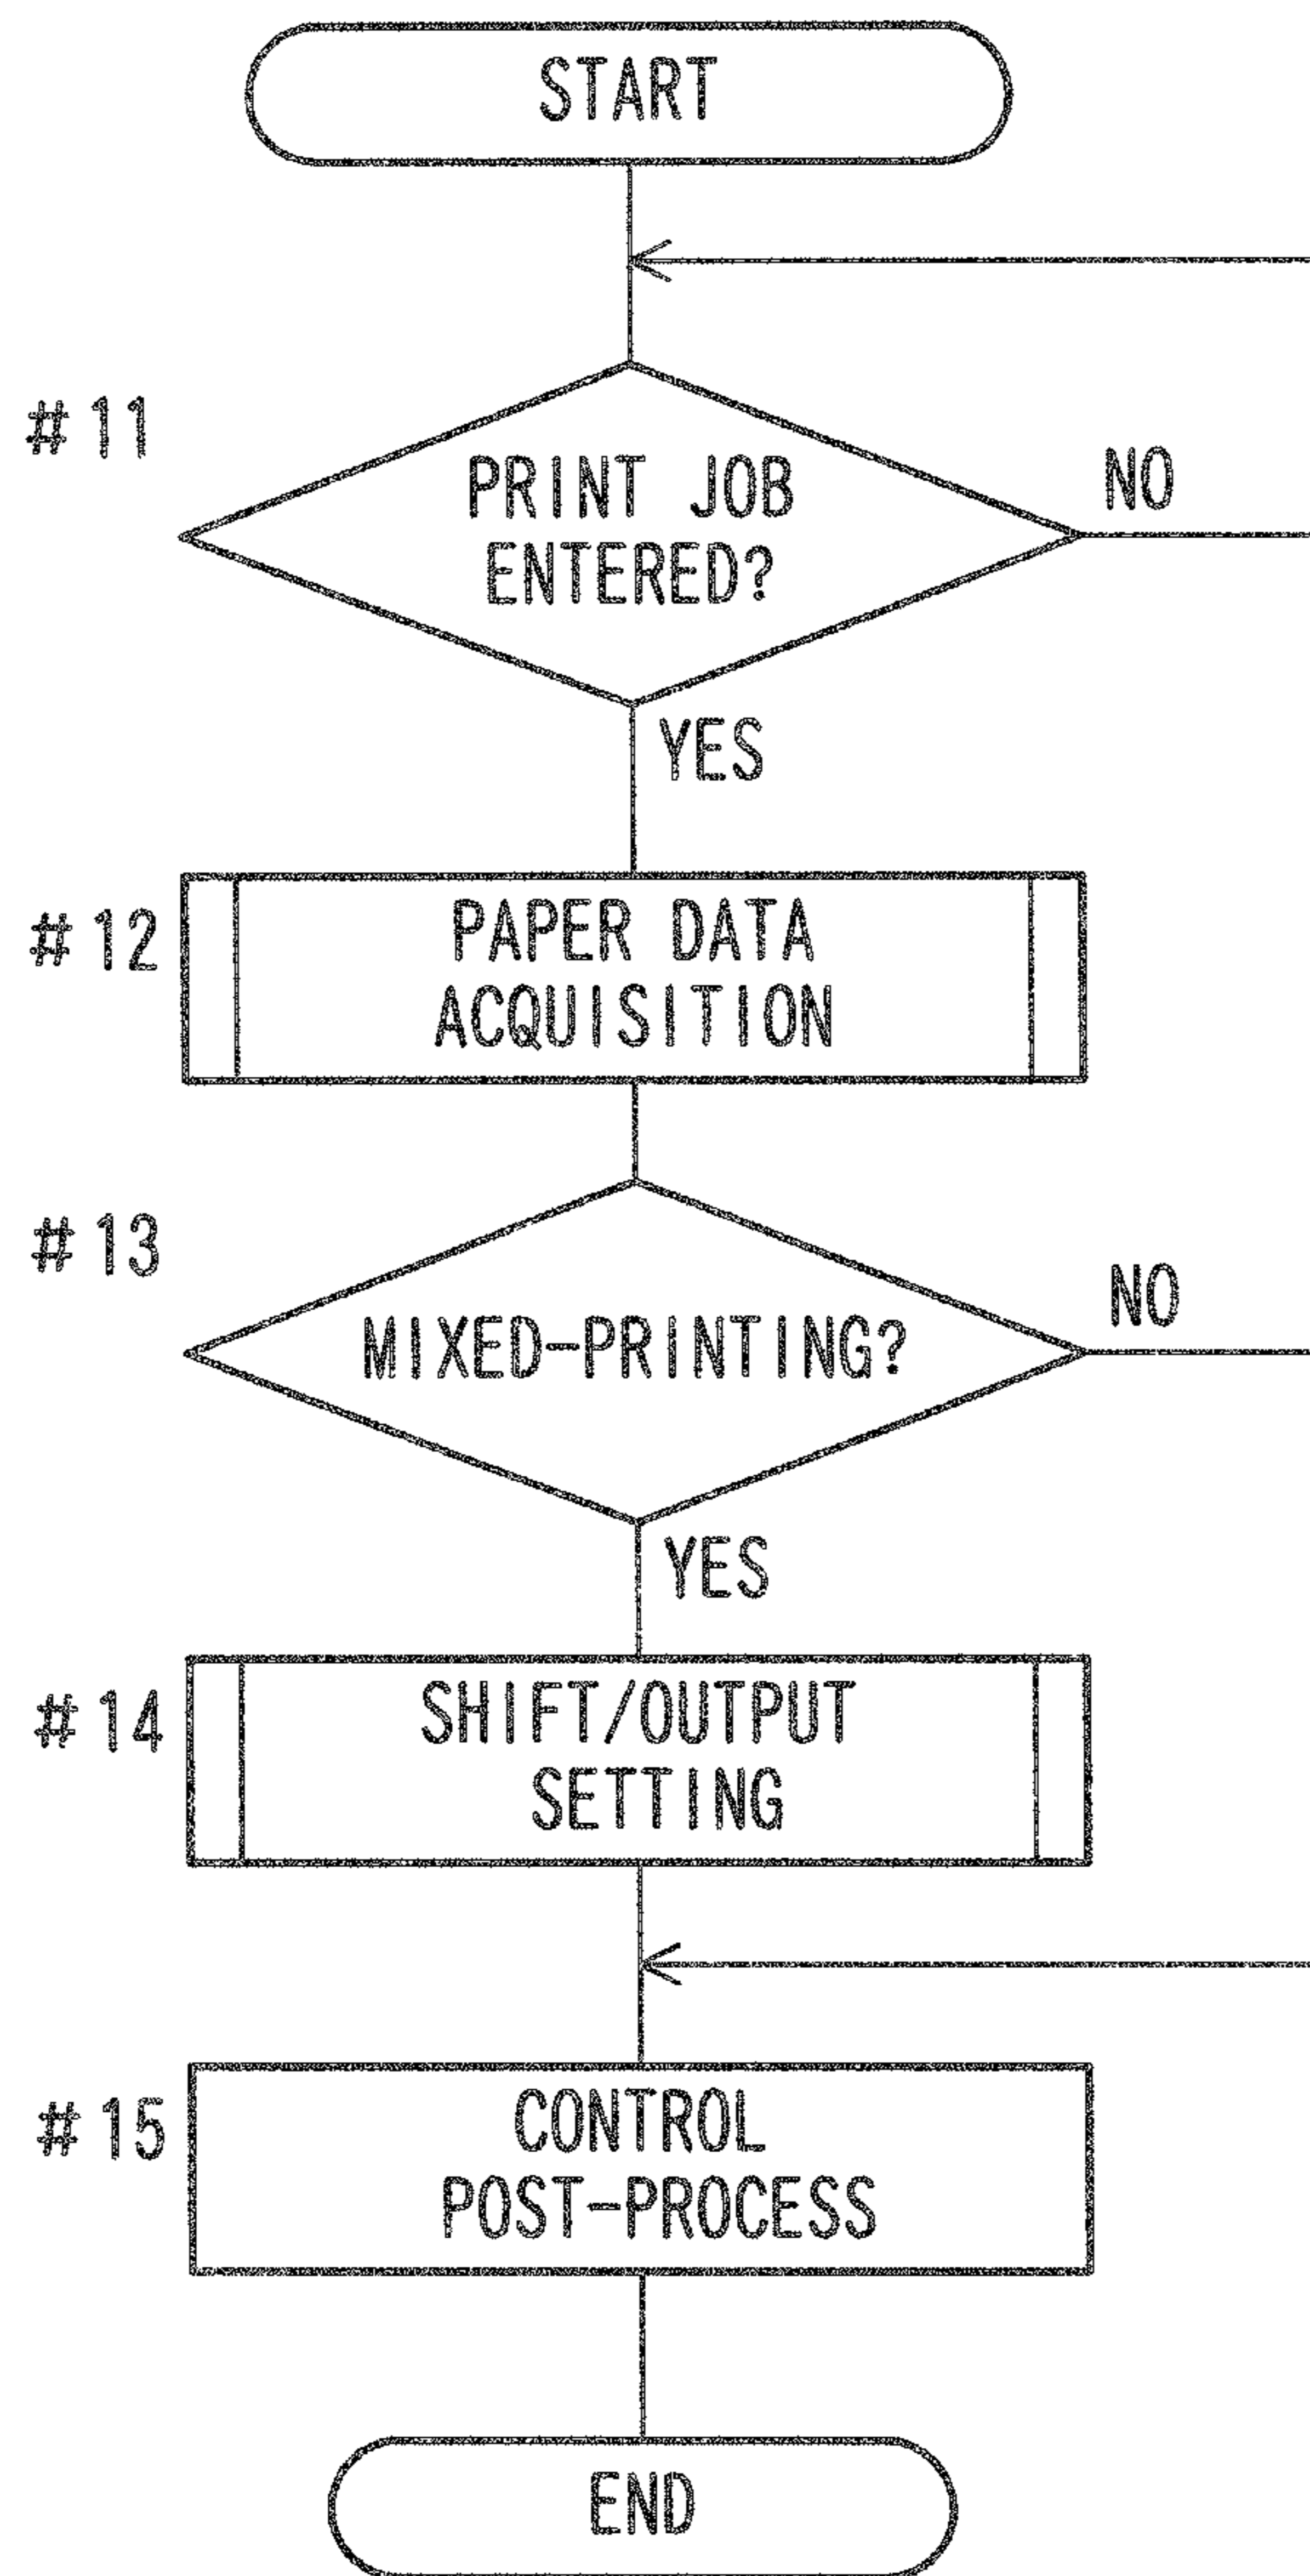 START
#11
PRINT JOB
ENTERED?
NO
YES
#12
PAPER DATA
ACQUISITION
#13
MIXED-PRINTING?
NO
YES
#14
SHIFT/OUTPUT
SETTING
#15
CONTROL
POST-PROCESS
END